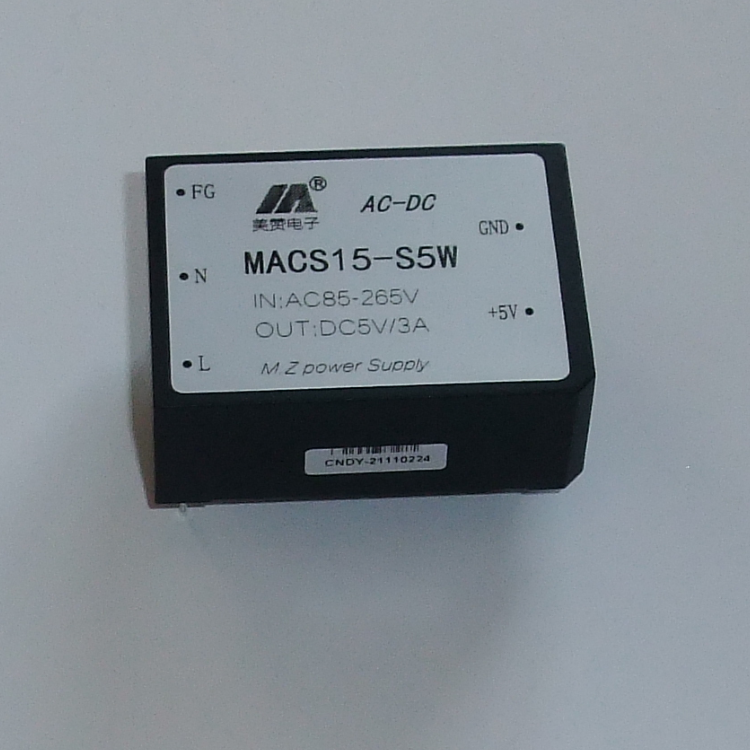 • FG
® AC-DC
美赞电子
GND •
MACS15-S5W
• N
IN:AC85-265V
OUT:DC5V/3A
+5V •
• L
M.Z power Supply
CNDY-21110224